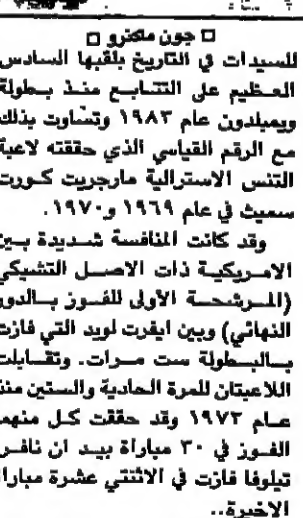 □ جون ماكنرو □
للسيدات في التاريخ بلقبها السادس
العظيم على التتابع منذ بطولة
ويمبلدون عام ١٩٨٣ وتساوت بذلك
مع الرقم القياسي الذي حققته لاعبة
التنس الاسترالية مارجريت كورت
سميث في عام ١٩٦٩ و١٩٧٠.
وقد كانت المنافسة شديدة بين
الامريكية ذات الاصل التشيكي
(المرشحة الأولى للفوز بالدور
النهائي) وبين ايفرت لويد التي فازت
بالبطولة ست مرات. وتقابلت
اللاعبتان للمرة الحادية والستين منذ
عام ١٩٧٣ وقد حققت كل منهما
الفوز في ٣٠ مباراة بيد ان نافرا
تيلوفا فازت في الاثنتي عشرة مباراة
الاخيرة..